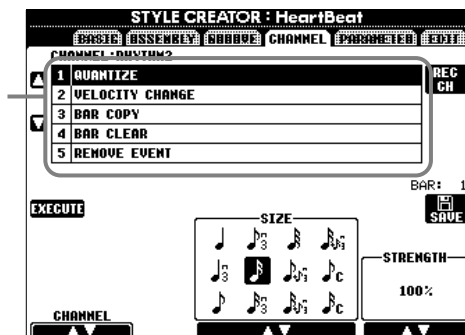 STYLE CREATOR : HeartBeat
BASIC ASSEMBLY GROOVE CHANNEL PARAMETER EDIT
CHANNEL :RHYTHM2
1 QUANTIZE
REC CH
2 VELOCITY CHANGE
3 BAR COPY
4 BAR CLEAR
5 REMOVE EVENT
BAR: 1
EXECUTE
SAVE
SIZE
STRENGTH
100%
CHANNEL